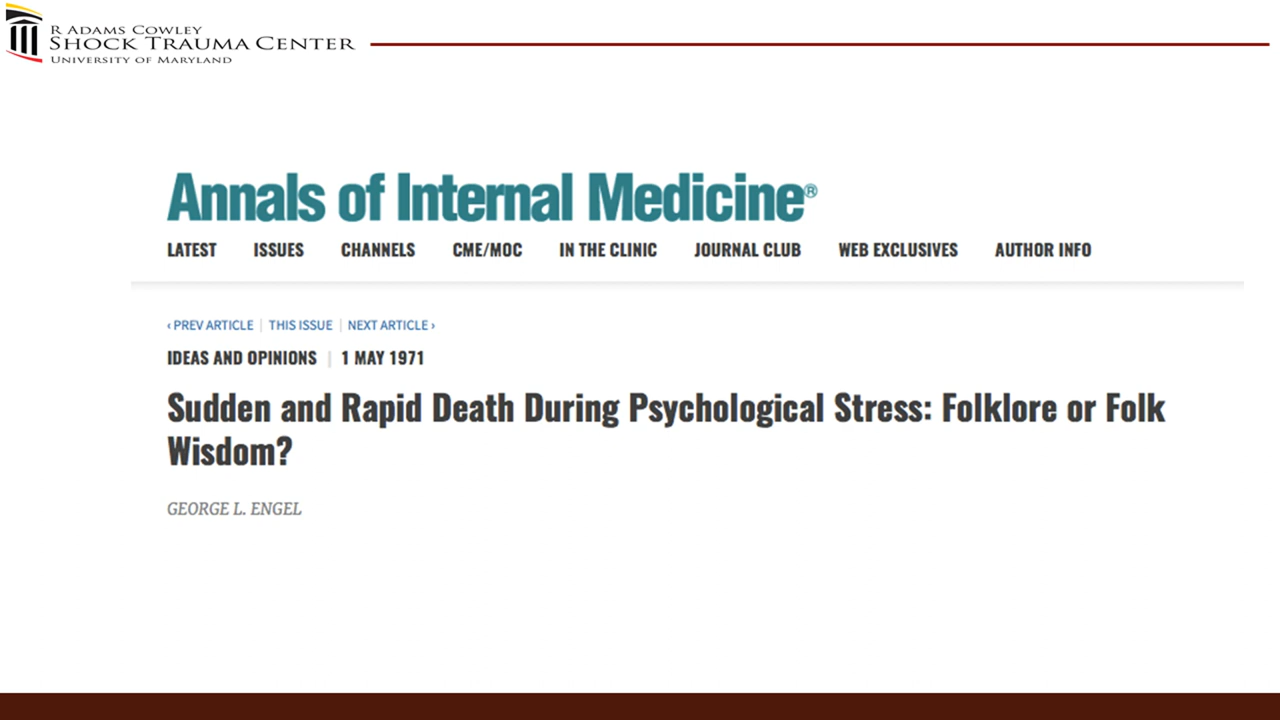 R ADAMS COWLEY
SHOCK TRAUMA CENTER
UNIVERSITY OF MARYLAND
Annals of Internal Medicine®
LATEST ISSUES CHANNELS CME/MOC IN THE CLINIC JOURNAL CLUB WEB EXCLUSIVES AUTHOR INFO
‹ PREV ARTICLE | THIS ISSUE | NEXT ARTICLE ›
IDEAS AND OPINIONS | 1 MAY 1971
Sudden and Rapid Death During Psychological Stress: Folklore or Folk
Wisdom?
GEORGE L. ENGEL